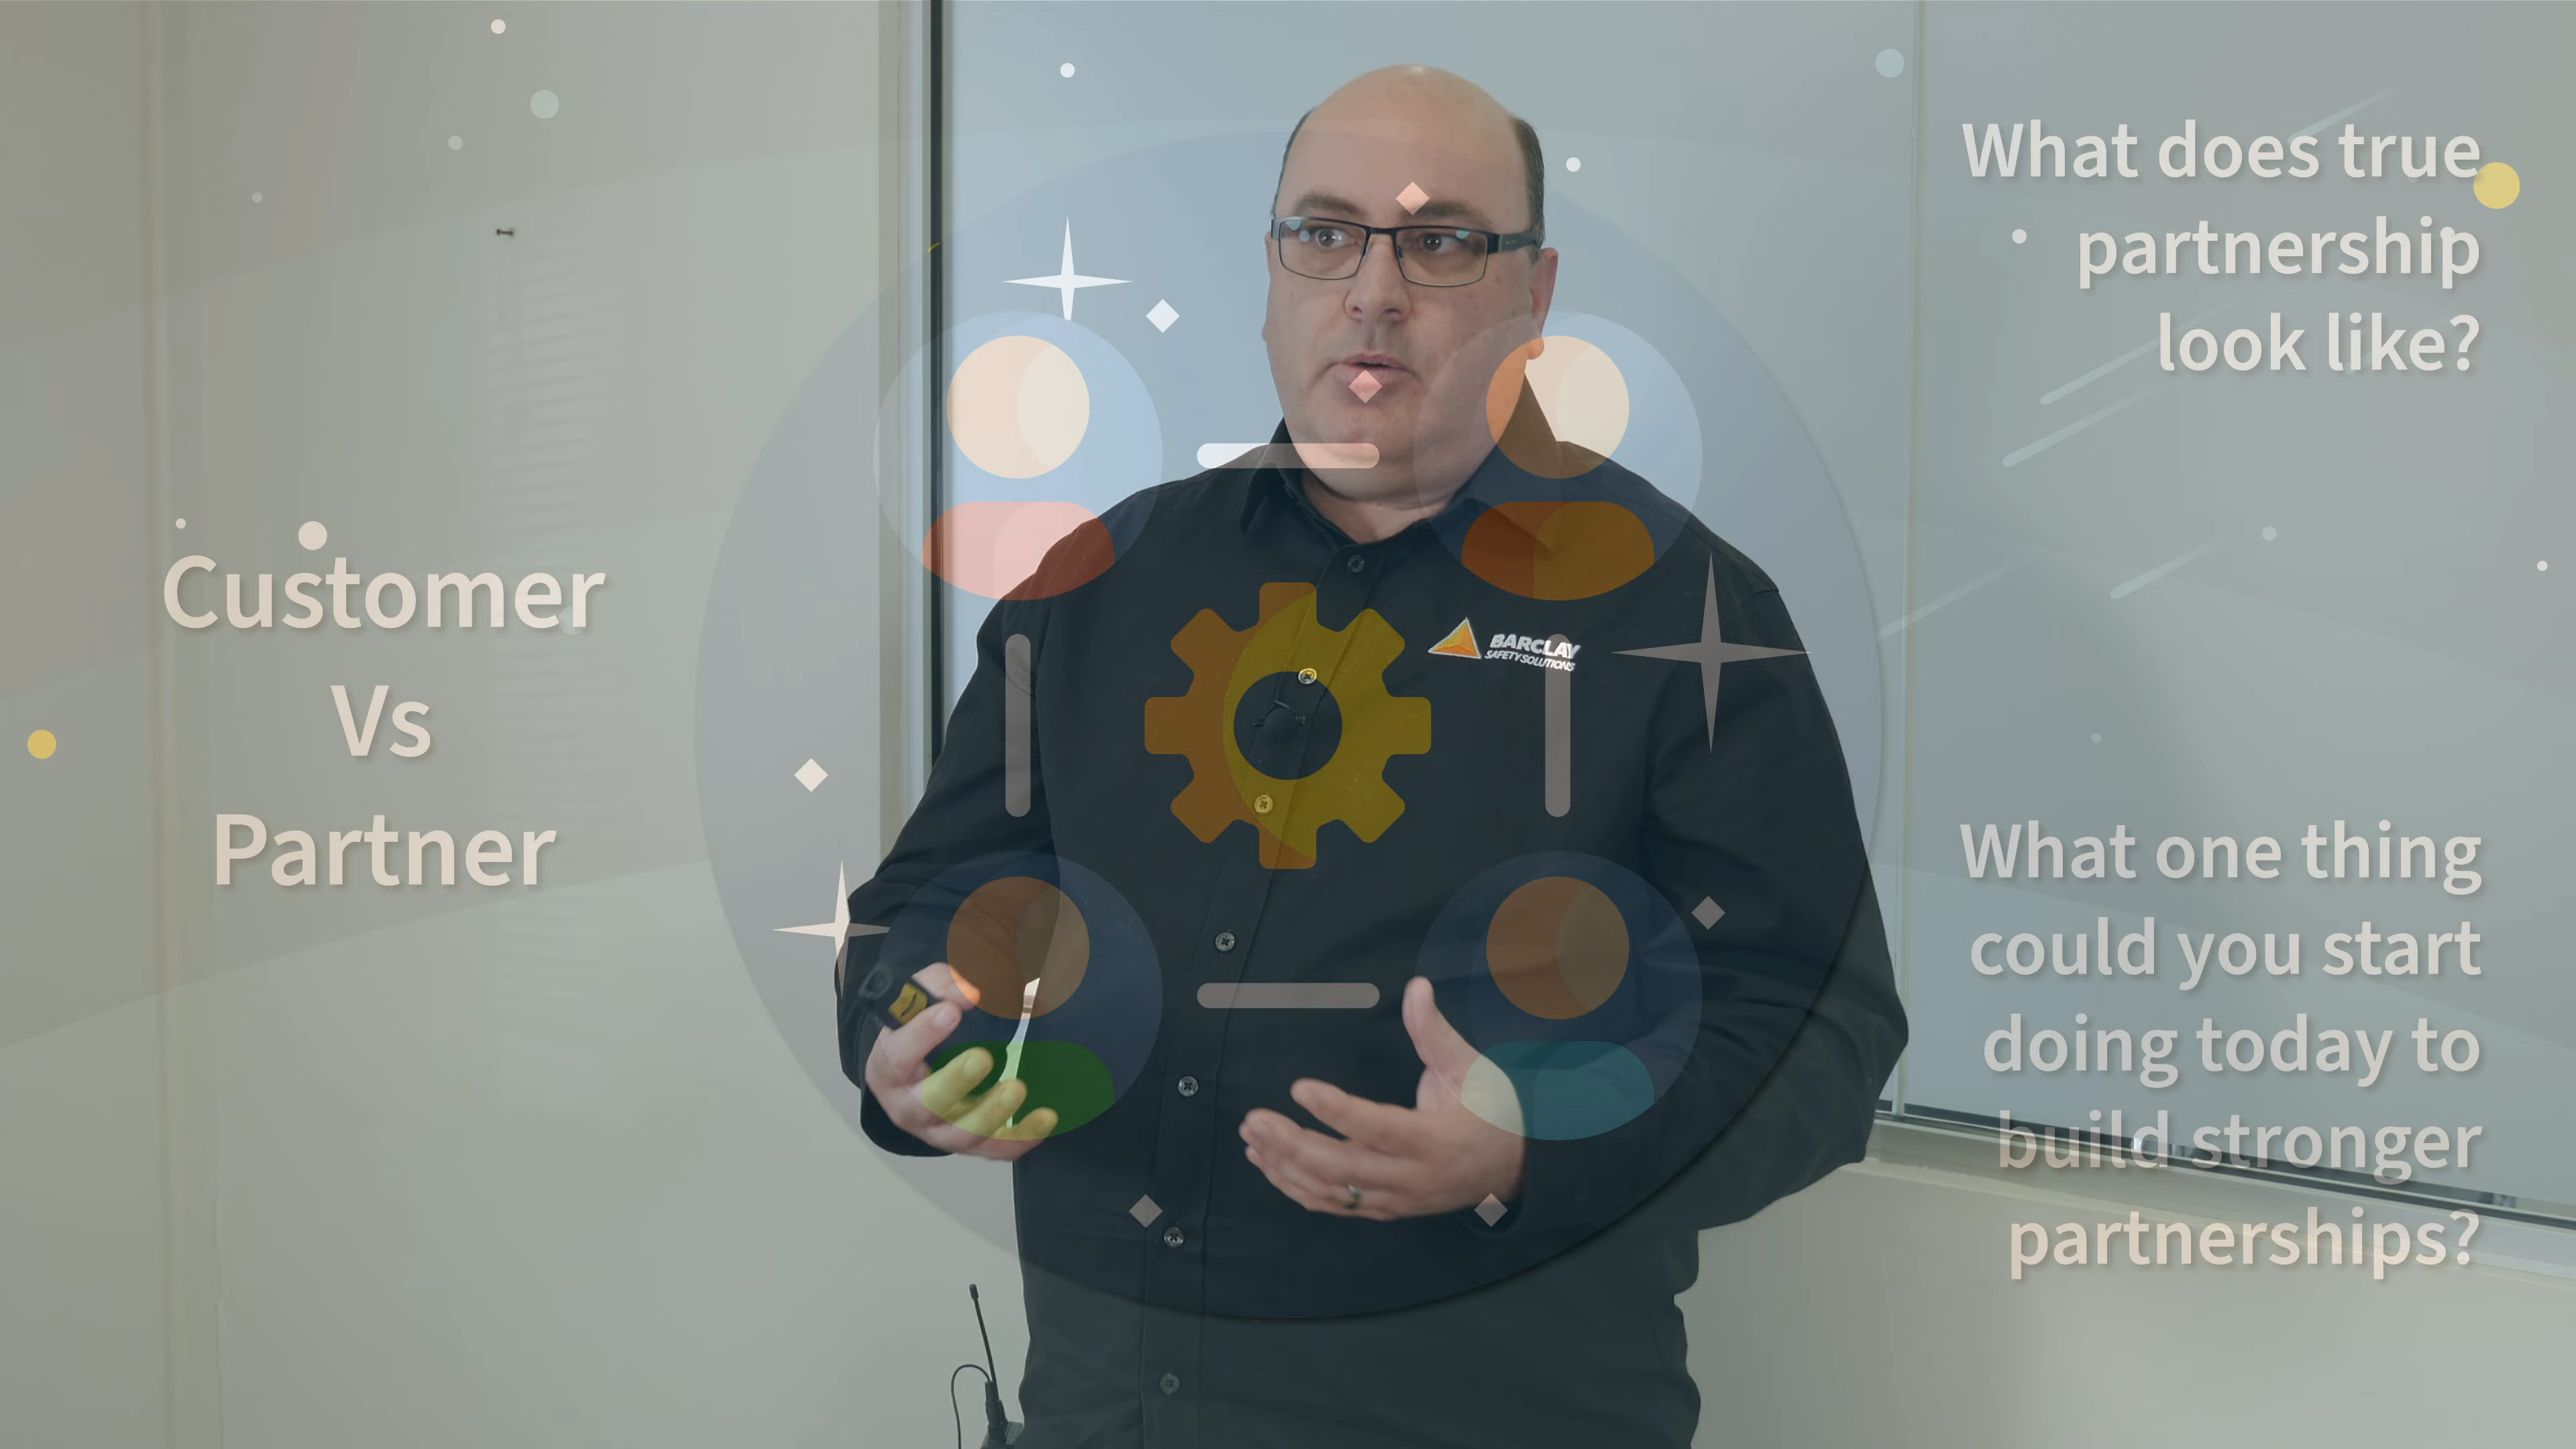 Customer
Vs
Partner
What does true
partnership
look like?
BARCLAY
SAFETY SOLUTIONS
What one thing
could you start
doing today to
build stronger
partnerships?